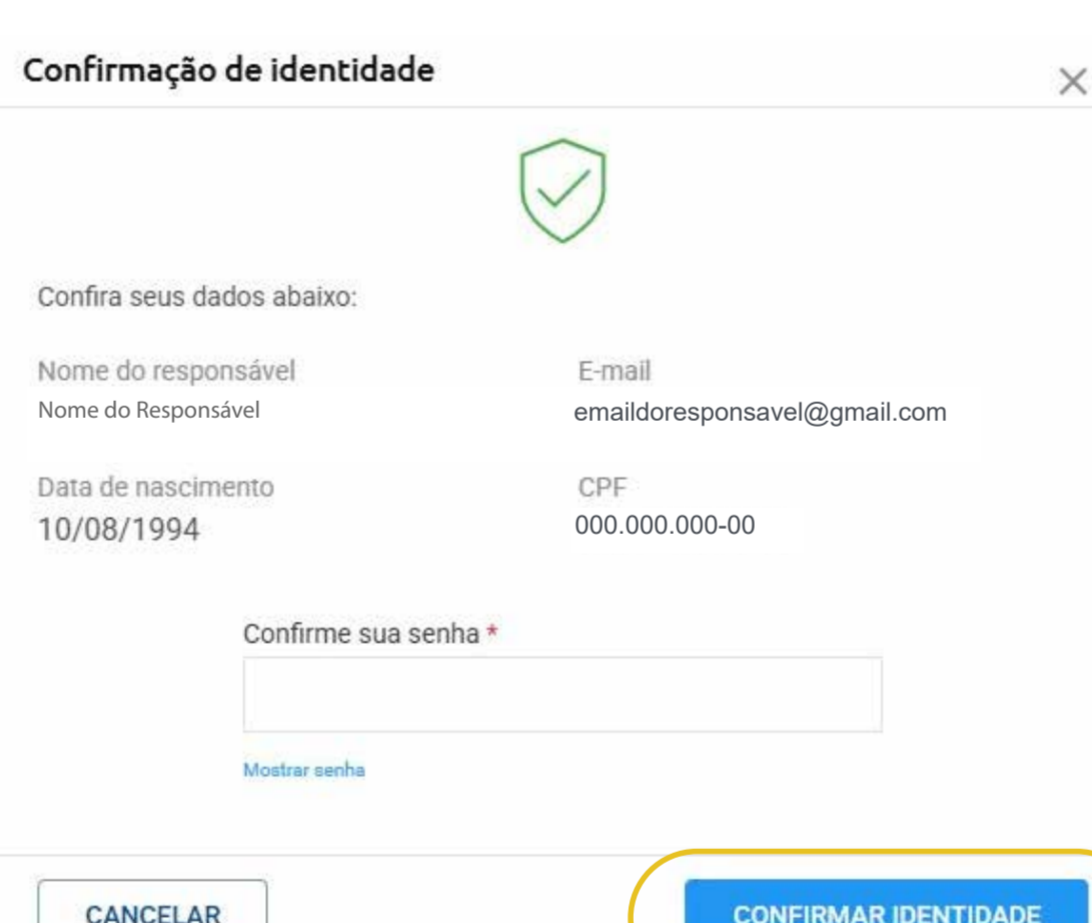 Confirmação de identidade
Confira seus dados abaixo:
Nome do responsável E-mail
Nome do Responsável emaildoresponsavel@gmail.com
Data de nascimento CPF
10/08/1994 000.000.000-00
Confirme sua senha *
Mostrar senha
CANCELAR CONFIRMAR IDENTIDADE